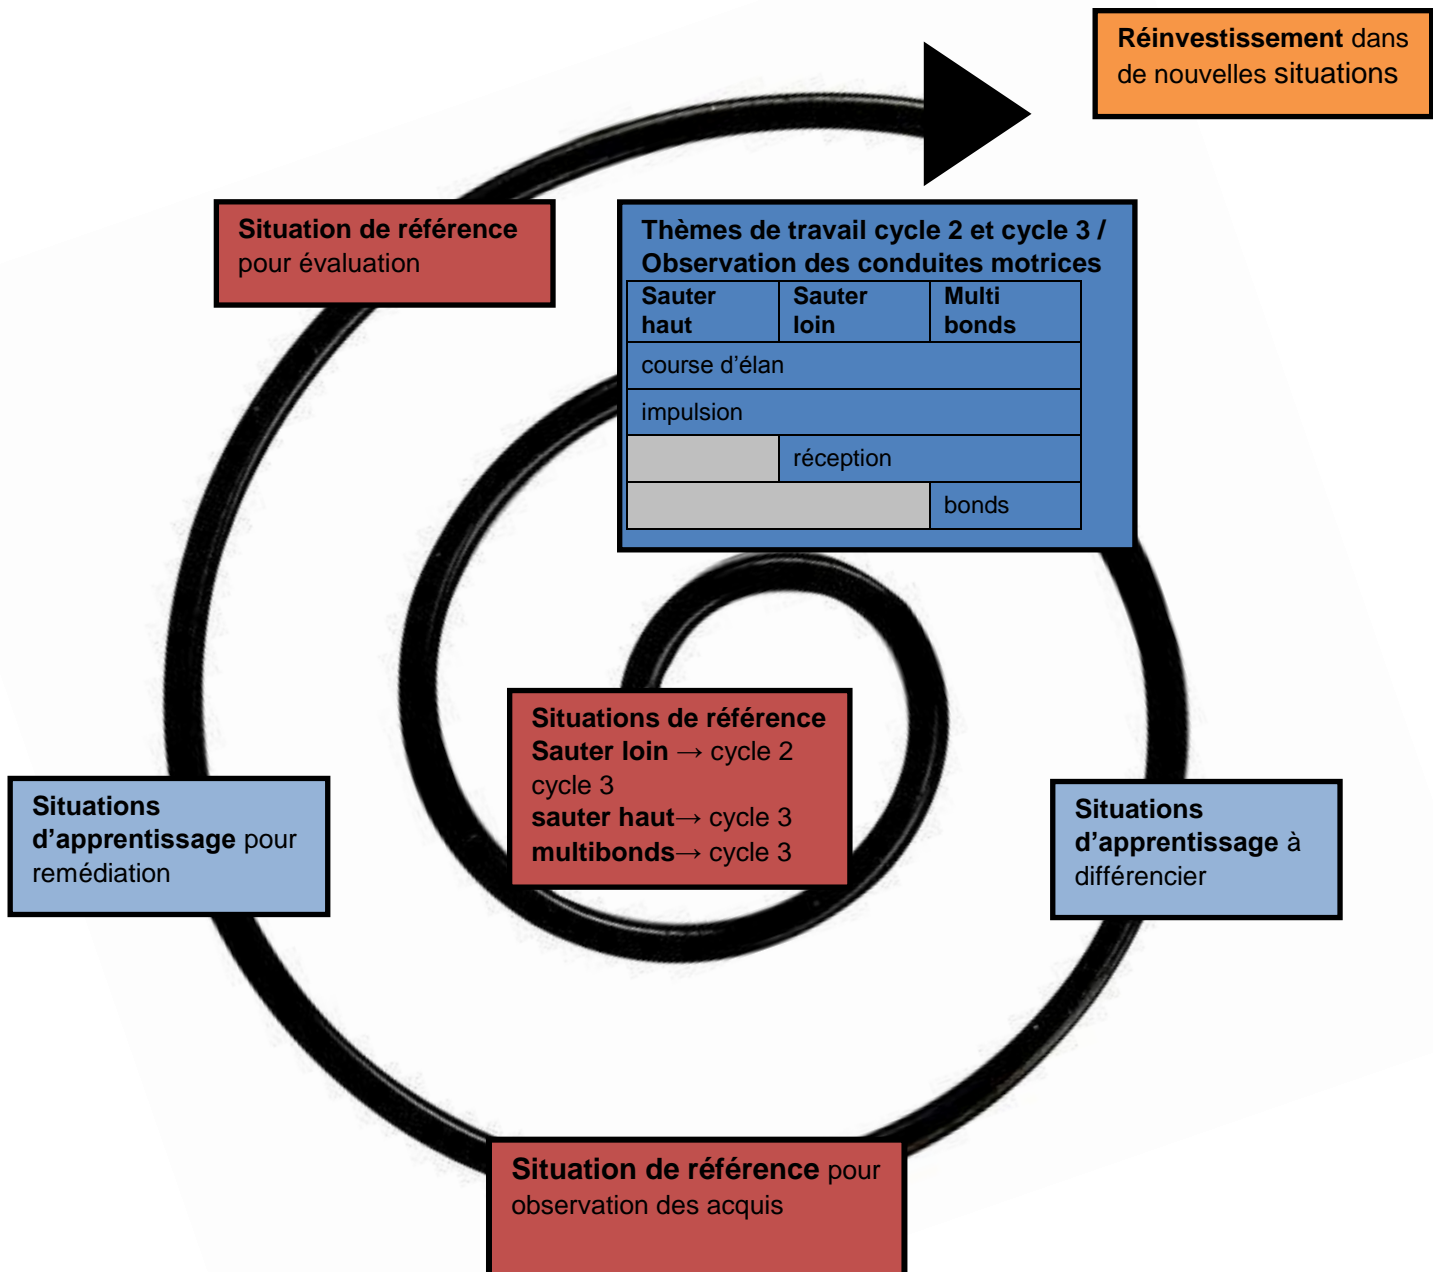 Réinvestissement dans
de nouvelles situations
Situation de référence
pour évaluation
Thèmes de travail cycle 2 et cycle 3 /
Observation des conduites motrices
Sauter haut
Sauter loin
Multi bonds
course d’élan
impulsion
réception
bonds
Situations de référence
Sauter loin → cycle 2
cycle 3
sauter haut→ cycle 3
multibonds→ cycle 3
Situations
d’apprentissage pour
remédiation
Situations
d’apprentissage à
différencier
Situation de référence pour
observation des acquis